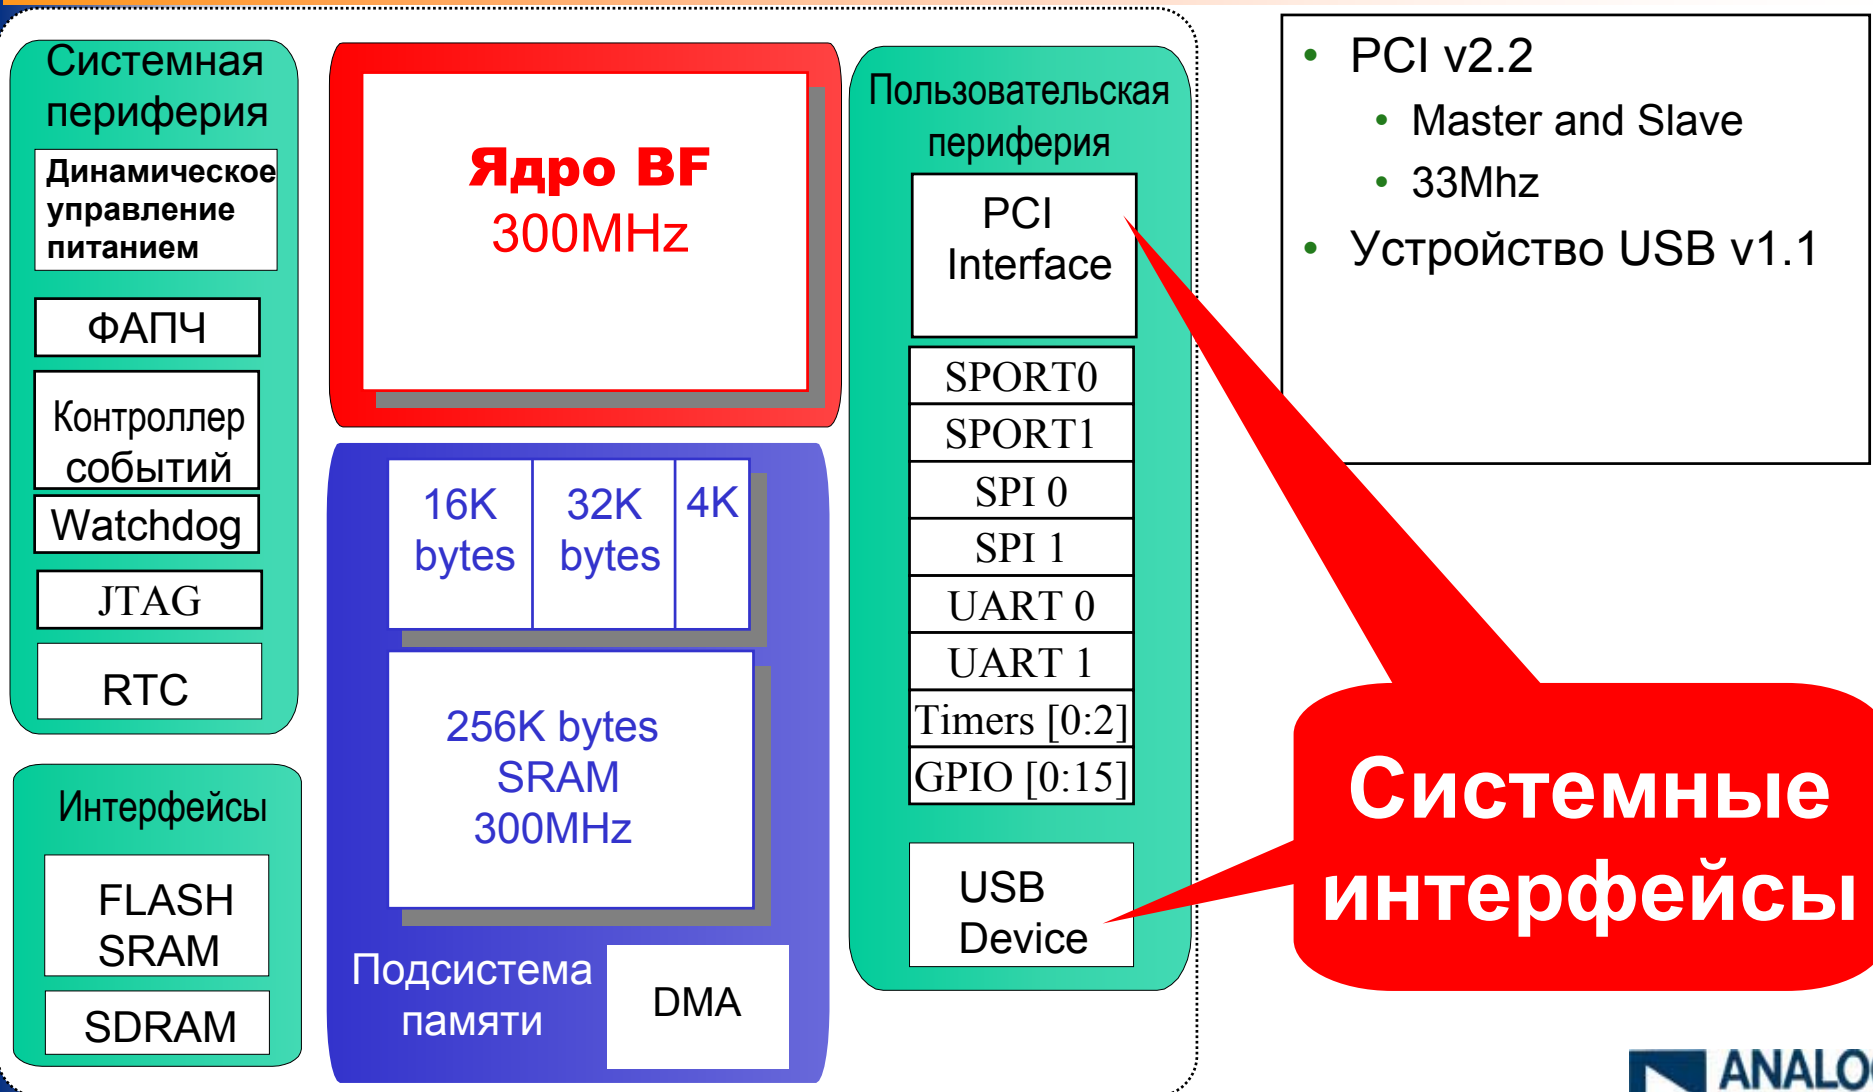 Системная
периферия
Динамическое
управление
питанием
ФАПЧ
Контроллер
событий
Watchdog
JTAG
RTC
Интерфейсы
FLASH
SRAM
SDRAM
Ядро BF
300MHz
16K
bytes
32K
bytes
4K
256K bytes
SRAM
300MHz
Подсистема
памяти
DMA
Пользовательская
периферия
PCI
Interface
SPORT0
SPORT1
SPI 0
SPI 1
UART 0
UART 1
Timers [0:2]
GPIO [0:15]
USB
Device
• PCI v2.2
• Master and Slave
• 33Mhz
• Устройство USB v1.1
Системные
интерфейсы